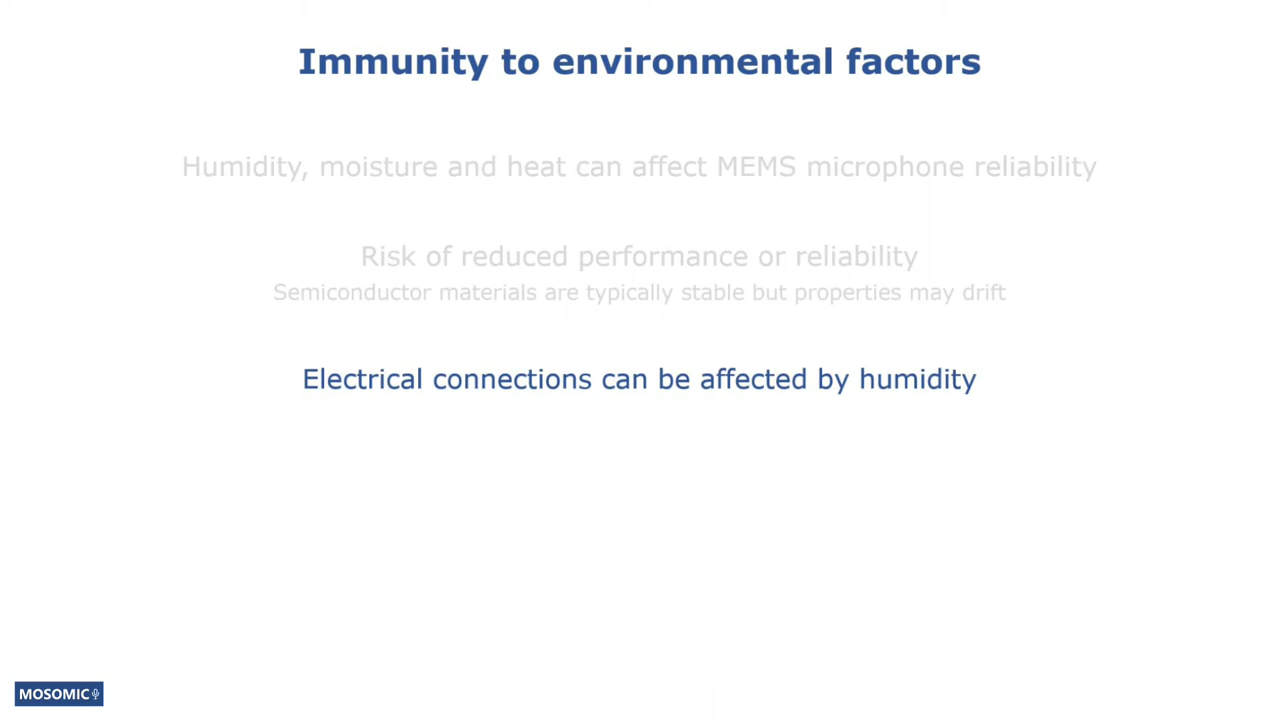 Immunity to environmental factors
Humidity, moisture and heat can affect MEMS microphone reliability
Risk of reduced performance or reliability
Semiconductor materials are typically stable but properties may drift
Electrical connections can be affected by humidity
MOSOMIC